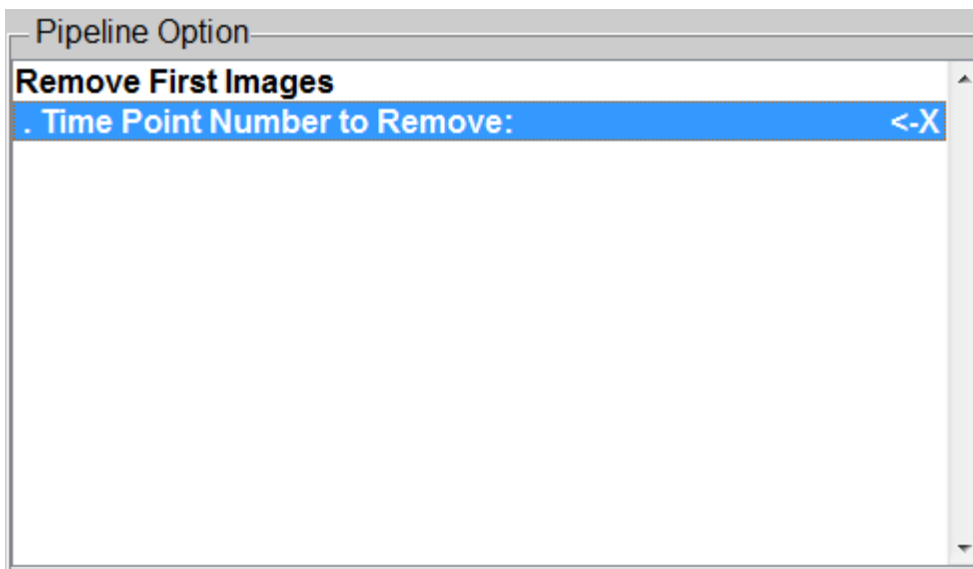 Pipeline Option
Remove First Images
. Time Point Number to Remove: <-X